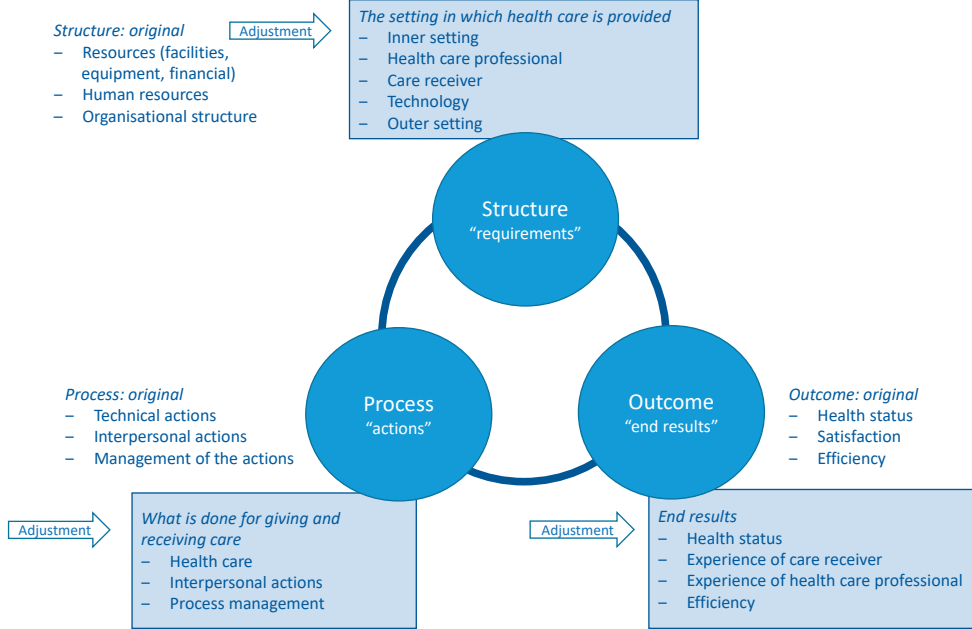 Structure: original
– Resources (facilities,
equipment, financial)
– Human resources
– Organisational structure
Adjustment
The setting in which health care is provided
– Inner setting
– Health care professional
– Care receiver
– Technology
– Outer setting
Structure
“requirements”
Process: original
– Technical actions
– Interpersonal actions
– Management of the actions
Process
“actions”
Outcome
“end results”
Outcome: original
– Health status
– Satisfaction
– Efficiency
Adjustment
What is done for giving and
receiving care
– Health care
– Interpersonal actions
– Process management
Adjustment
End results
– Health status
– Experience of care receiver
– Experience of health care professional
– Efficiency